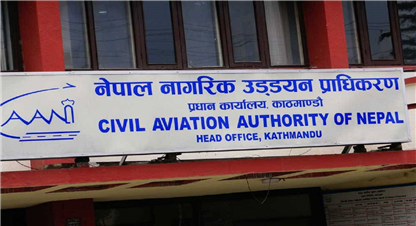 नेपाल नागरिक उड्डयन प्राधिकरण
प्रधान कार्यालय, काठमाण्डौ
CIVIL AVIATION AUTHORITY OF NEPAL
HEAD OFFICE, KATHMANDU